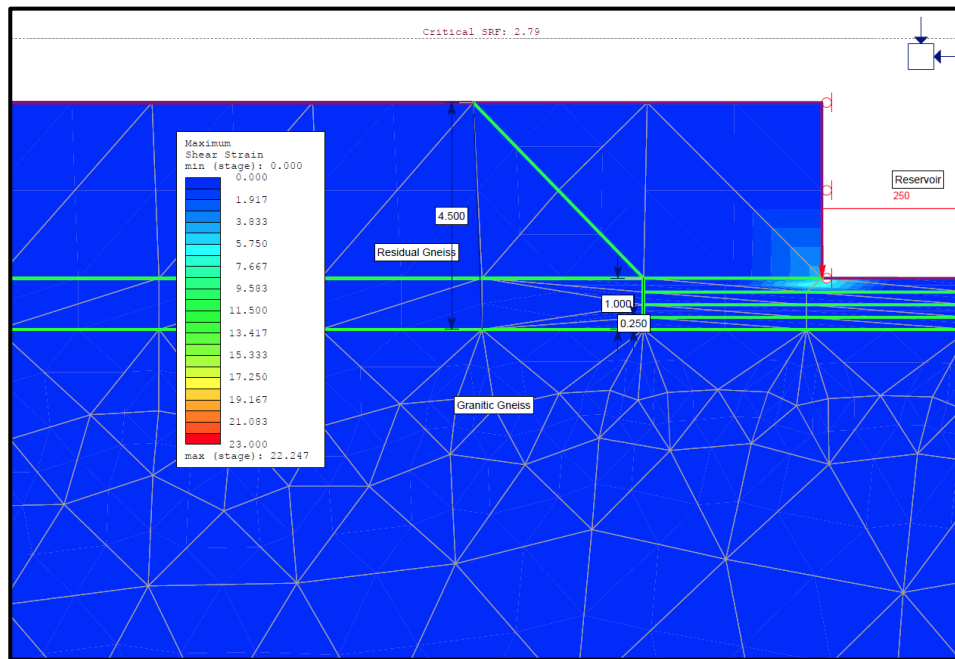 Critical SRF: 2.79
Maximum
Shear Strain
min (stage): 0.000
0.000
1.917
3.833
5.750
7.667
9.583
11.500
13.417
15.333
17.250
19.167
21.083
23.000
max (stage): 22.247
4.500
Residual Gneiss
1.000
0.250
Granitic Gneiss
Reservoir
250